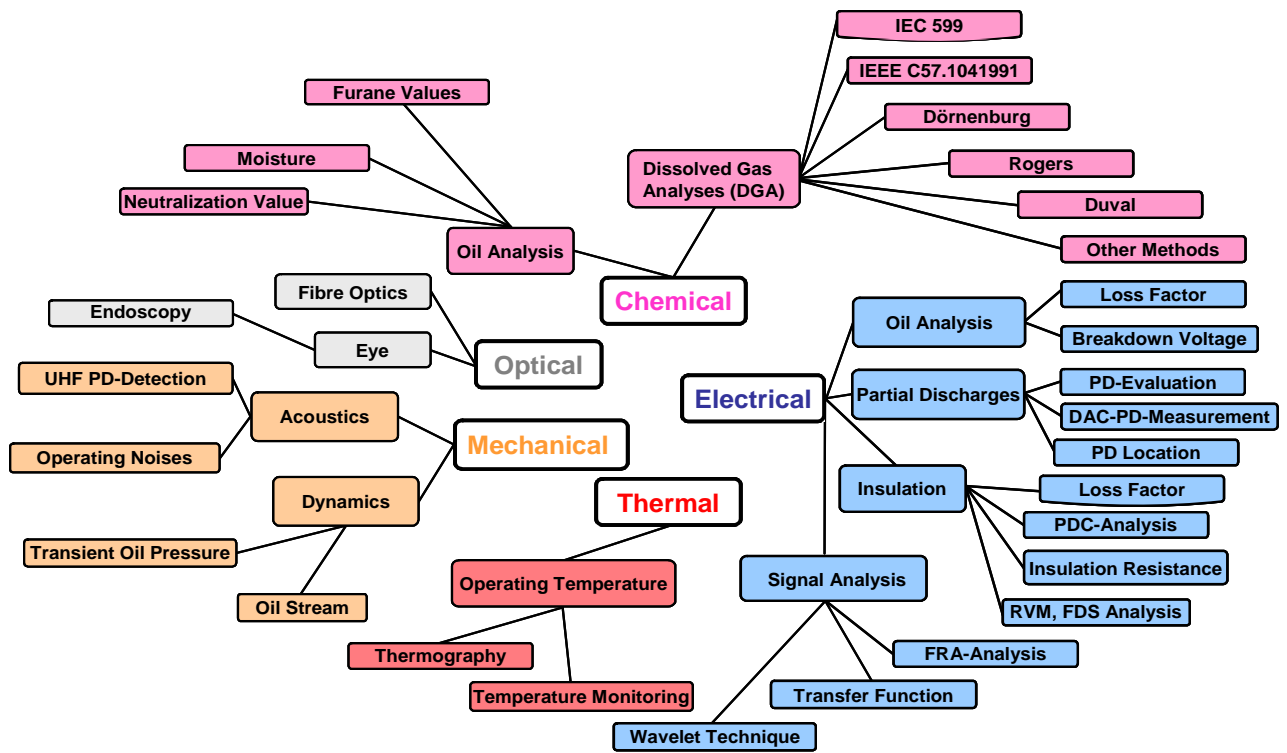 IEC 599
IEEE C57.1041991
Furane Values
Dörnenburg
Moisture
Dissolved Gas
Analyses (DGA)
Rogers
Neutralization Value
Duval
Oil Analysis
Other Methods
Chemical
Fibre Optics
Endoscopy
Eye
Optical
Oil Analysis
Loss Factor
Breakdown Voltage
UHF PD-Detection
Acoustics
Operating Noises
Mechanical
Dynamics
Transient Oil Pressure
Oil Stream
Electrical
Partial Discharges
PD-Evaluation
DAC-PD-Measurement
PD Location
Insulation
Loss Factor
PDC-Analysis
Insulation Resistance
RVM, FDS Analysis
Thermal
Operating Temperature
Thermography
Temperature Monitoring
Signal Analysis
FRA-Analysis
Transfer Function
Wavelet Technique